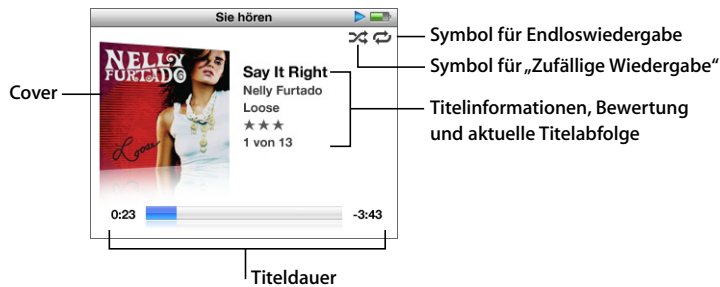 Sie hören
Symbol für Endloswiedergabe
Symbol für „Zufällige Wiedergabe“
Cover
NELLY
FURTADO
Loose
Say It Right
Nelly Furtado
Loose
★★★
1 von 13
Titelinformationen, Bewertung
und aktuelle Titelabfolge
0:23
-3:43
Titeldauer